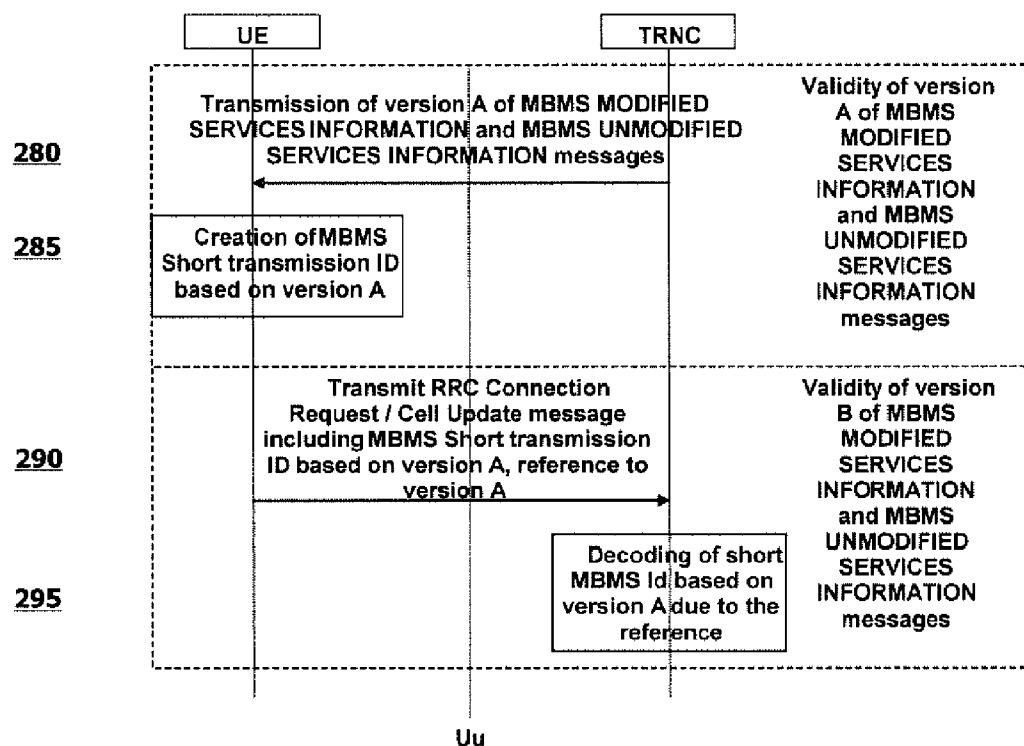 UE
TRNC
Transmission of version A of MBMS MODIFIED
SERVICES INFORMATION and MBMS UNMODIFIED
SERVICES INFORMATION messages
Validity of version
A of MBMS
MODIFIED
SERVICES
INFORMATION
and MBMS
UNMODIFIED
SERVICES
INFORMATION
messages
280
285
Creation of MBMS
Short transmission ID
based on version A
Transmit RRC Connection
Request / Cell Update message
including MBMS Short transmission
ID based on version A, reference to
version A
Validity of version
B of MBMS
MODIFIED
SERVICES
INFORMATION
and MBMS
UNMODIFIED
SERVICES
INFORMATION
messages
290
295
Decoding of short
MBMS Id based on
version A due to the
reference
Uu